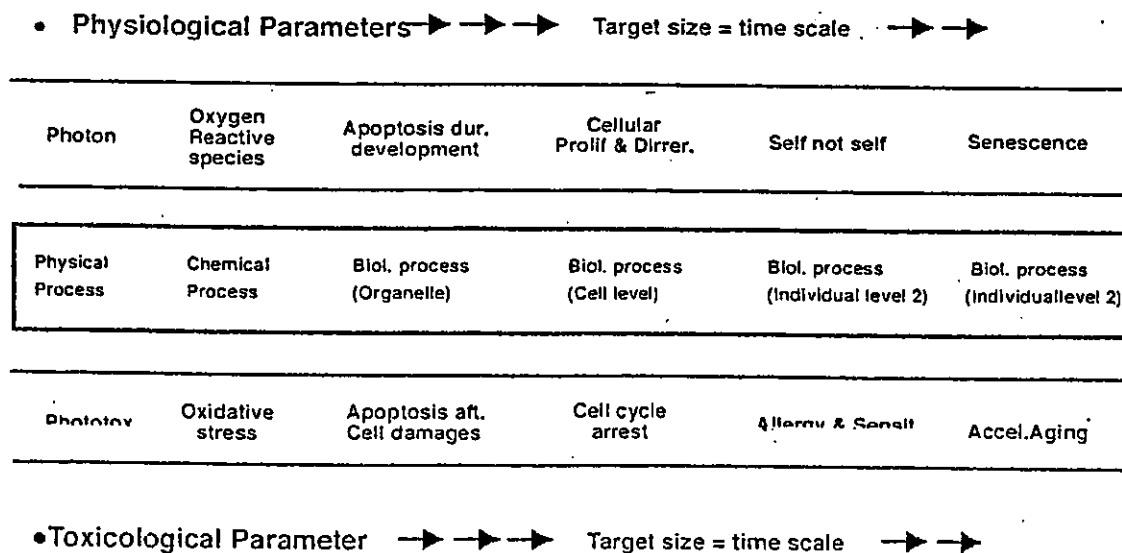 • Physiological Parameters Target size = time scale
Photon
Oxygen
Reactive
species
Apoptosis dur.
development
Cellular
Prolif & Dirrer.
Self not self
Senescence
Physical
Process
Chemical
Process
Biol. process
(Organelle)
Biol. process
(Cell level)
Biol. process
(Individual level 2)
Biol. process
(Individuallevel 2)
Phototox
Oxidative
stress
Apoptosis aft.
Cell damages
Cell cycle
arrest
Allergy & Sensit
Accel.Aging
•Toxicological Parameter Target size = time scale